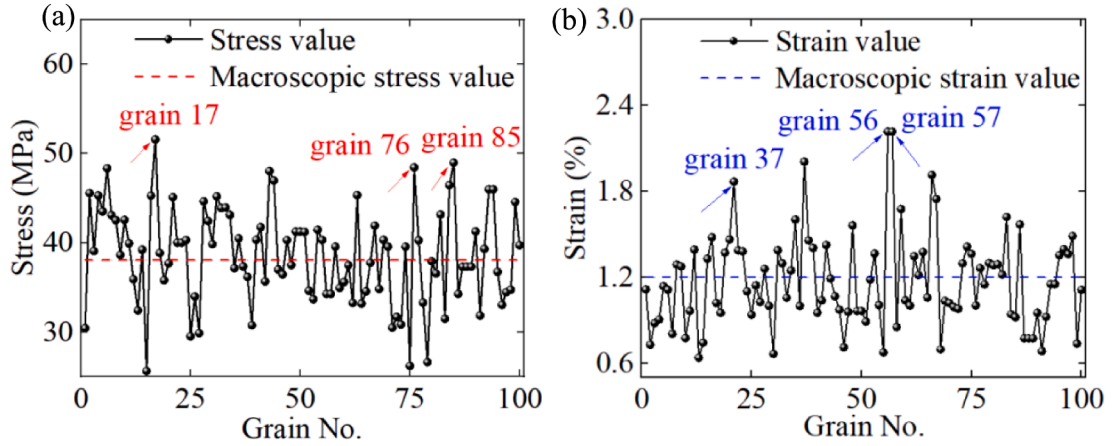 (a)
Stress value
Macroscopic stress value
grain 17
grain 76
grain 85
60
50
40
30
Stress (MPa)
0
25
50
75
100
Grain No.
(b)
Strain value
Macroscopic strain value
grain 37
grain 56
grain 57
3.0
2.4
1.8
1.2
0.6
Strain (%)
0
25
50
75
100
Grain No.